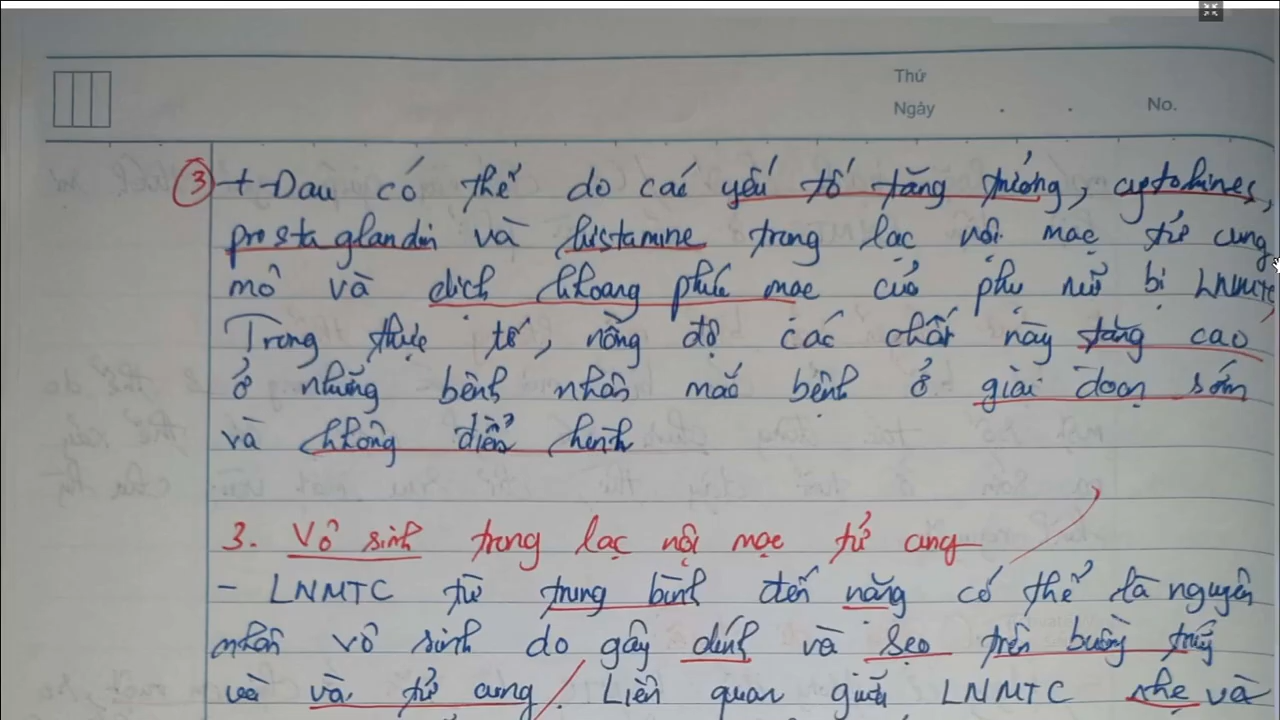 Thứ
Ngày . . No.
③ + Đau có thể do các yếu tố tăng trưởng, cytokines,
prostaglandin và histamine trong lạc nội mạc tử cung
mô và dịch khoang phúc mạc của phụ nữ bị LNMTC
Trong thực tế, nồng độ các chất này tăng cao
ở những bệnh nhân mắc bệnh ở giai đoạn sớm
và không điển hình
3. Vô sinh trong lạc nội mạc tử cung
- LNMTC từ trung bình đến nặng có thể là nguyên
nhân vô sinh do gây dính và sẹo trên buồng trứng
và tử cung. Liên quan giữa LNMTC nhẹ và